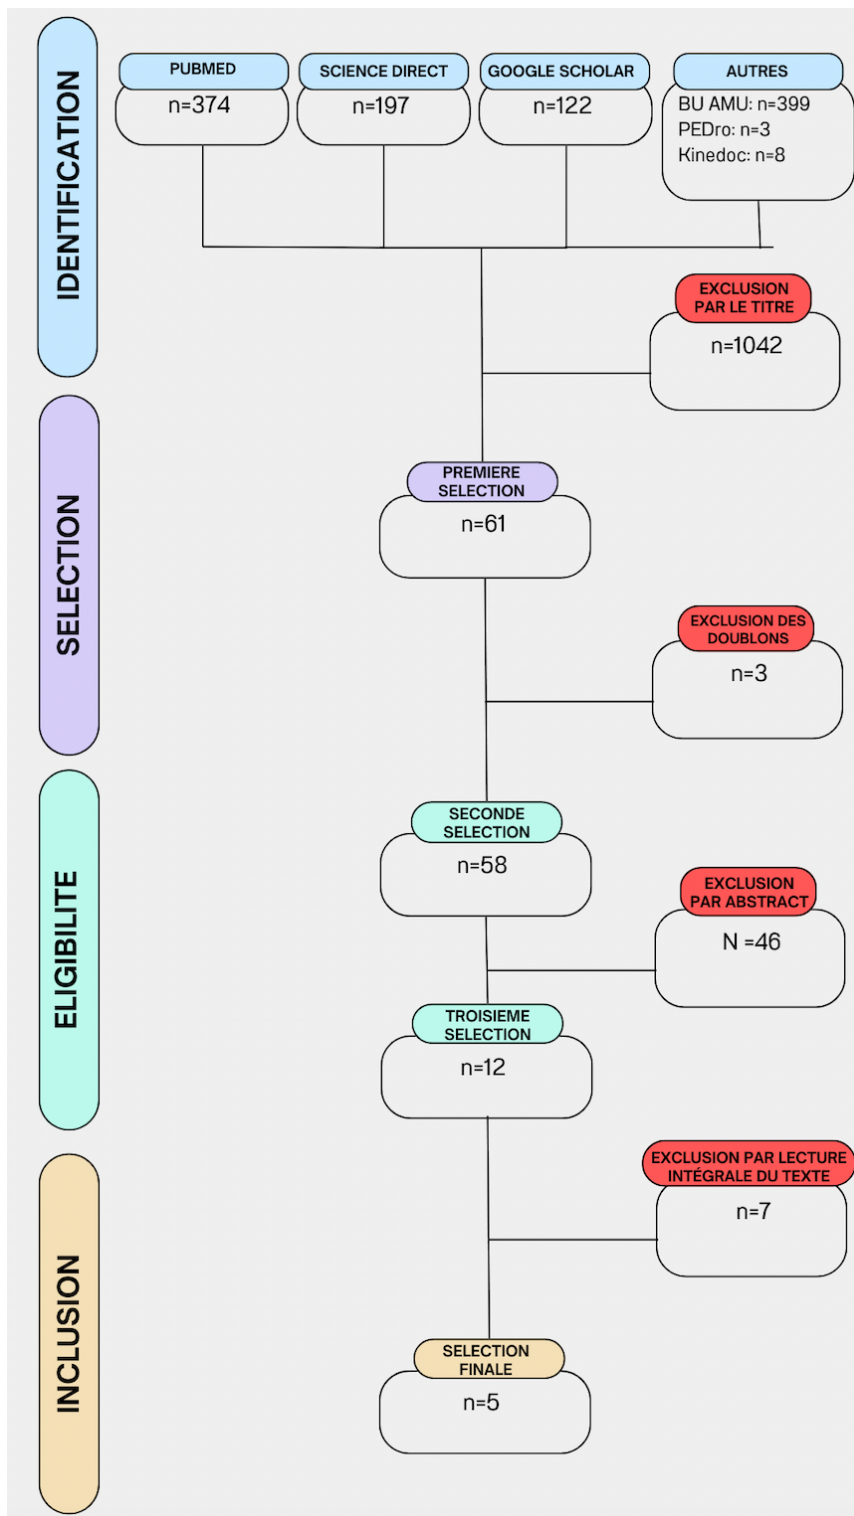 IDENTIFICATION
PUBMED
n=374
SCIENCE DIRECT
n=197
GOOGLE SCHOLAR
n=122
AUTRES
BU AMU: n=399
PEDro: n=3
Kinedoc: n=8
EXCLUSION
PAR LE TITRE
n=1042
SELECTION
PREMIERE
SELECTION
n=61
EXCLUSION DES
DOUBLONS
n=3
ELIGIBILITE
SECONDE
SELECTION
n=58
EXCLUSION
PAR ABSTRACT
N =46
TROISIEME
SELECTION
n=12
INCLUSION
EXCLUSION PAR LECTURE
INTÉGRALE DU TEXTE
n=7
SELECTION
FINALE
n=5